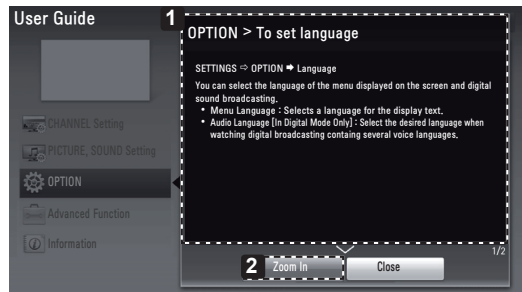 User Guide
1
OPTION > To set language
SETTINGS ⇨ OPTION ➡ Language
You can select the language of the menu displayed on the screen and digital
sound broadcasting.
• Menu Language : Selects a language for the display text.
• Audio Language [In Digital Mode Only] : Select the desired language when
watching digital broadcasting containg several voice languages.
CHANNEL Setting
PICTURE, SOUND Setting
OPTION
Advanced Function
Information
1/2
2
Zoom In
Close